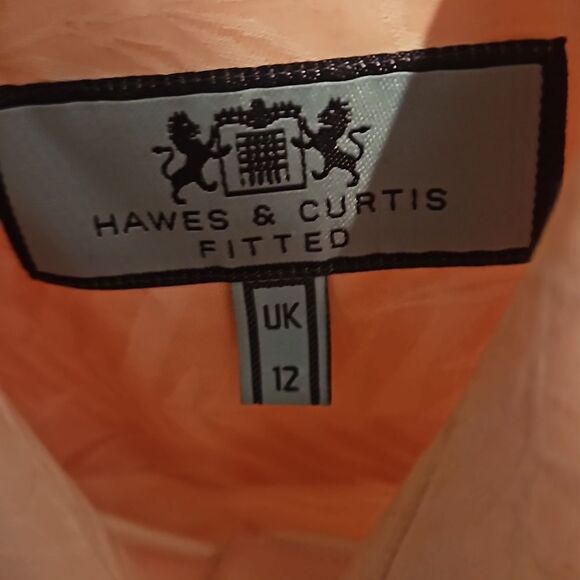 HAWES & CURTIS
FITTED
UK
12